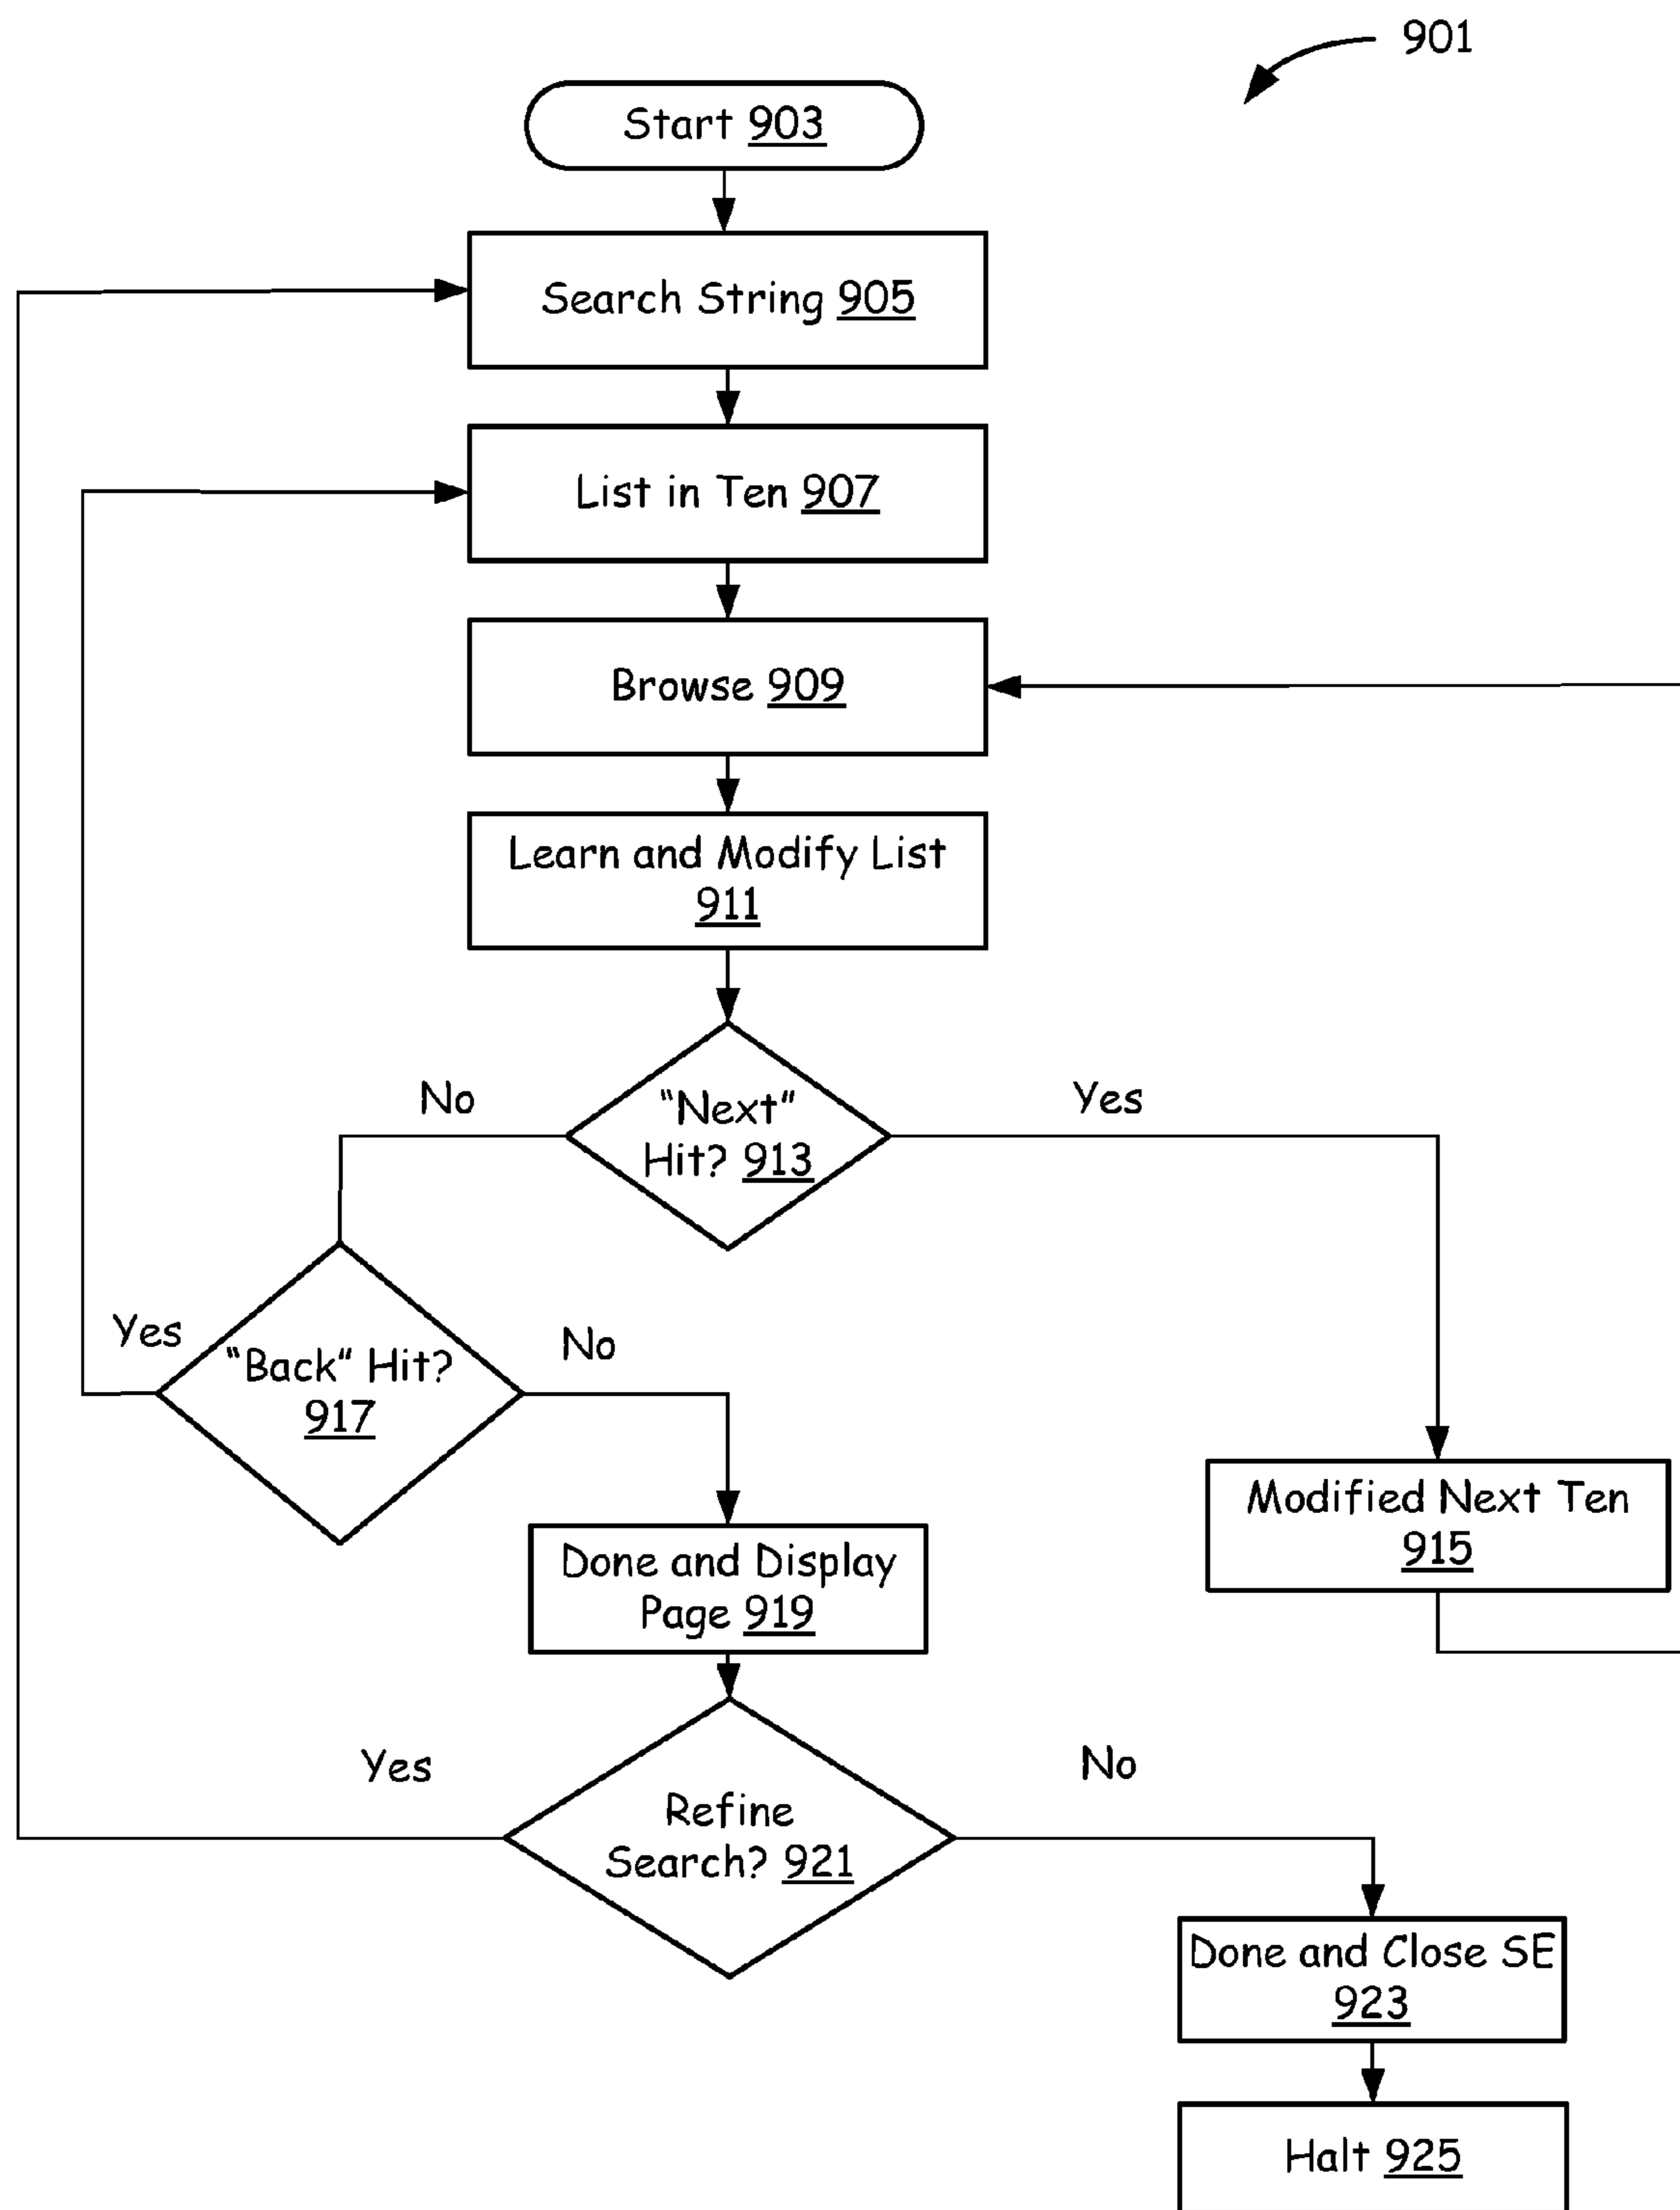 901
Start 903
Search String 905
List in Ten 907
Browse 909
Learn and Modify List
911
No
"Next"
Hit? 913
Yes
Yes
"Back" Hit?
917
No
Modified Next Ten
915
Done and Display
Page 919
Yes
Refine
Search? 921
No
Done and Close SE
923
Halt 925